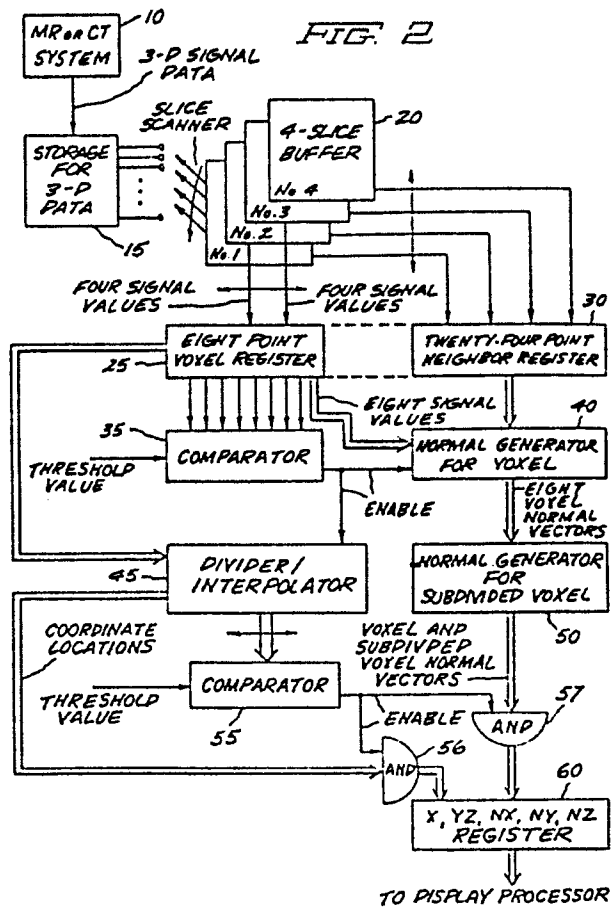 FIG. 2
10
MR OR CT
SYSTEM
3-D SIGNAL
DATA
SLICE
SCANNER
20
4-SLICE
BUFFER
STORAGE
FOR
3-D
DATA
15
No 4
No. 3
No. 2
No. 1
FOUR SIGNAL
VALUES
FOUR SIGNAL
VALUES
30
EIGHT POINT
VOXEL REGISTER
25
TWENTY-FOUR POINT
NEIGHBOR REGISTER
EIGHT SIGNAL
VALUES
35
COMPARATOR
THRESHOLD
VALUE
40
NORMAL GENERATOR
FOR VOXEL
ENABLE
EIGHT
VOXEL
NORMAL
VECTORS
45
DIVIDER/
INTERPOLATOR
NORMAL GENERATOR
FOR
SUBDIVIDED VOXEL
50
COORDINATE
LOCATIONS
VOXEL AND
SUBDIVPED
VOXEL NORMAL
VECTORS
COMPARATOR
THRESHOLD
VALUE
55
ENABLE
57
AND
56
AND
60
X, YZ, NX, NY, NZ
REGISTER
TO DISPLAY PROCESSOR